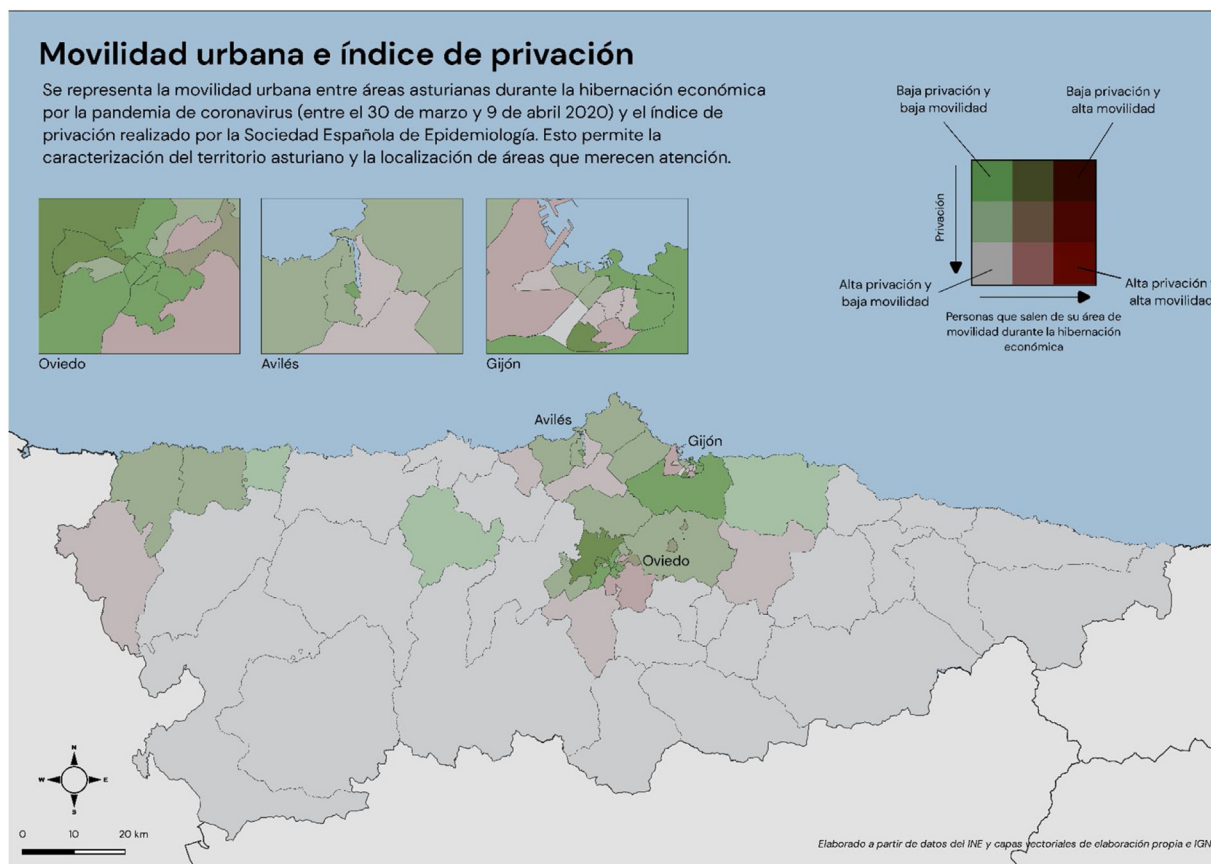 Movilidad urbana e índice de privación
Se representa la movilidad urbana entre áreas asturianas durante la hibernación económica
por la pandemia de coronavirus (entre el 30 de marzo y 9 de abril 2020) y el índice de
privación realizado por la Sociedad Española de Epidemiología. Esto permite la
caracterización del territorio asturiano y la localización de áreas que merecen atención.
Baja privación y
baja movilidad
Baja privación y
alta movilidad
Privación
Alta privación y
baja movilidad
Alta privación y
alta movilidad
Personas que salen de su área de
movilidad durante la hibernación
económica
Oviedo
Avilés
Gijón
Avilés
Gijón
Oviedo
N
W
E
S
0 10 20 km
Elaborado a partir de datos del INE y capas vectoriales de elaboración propia e IGN